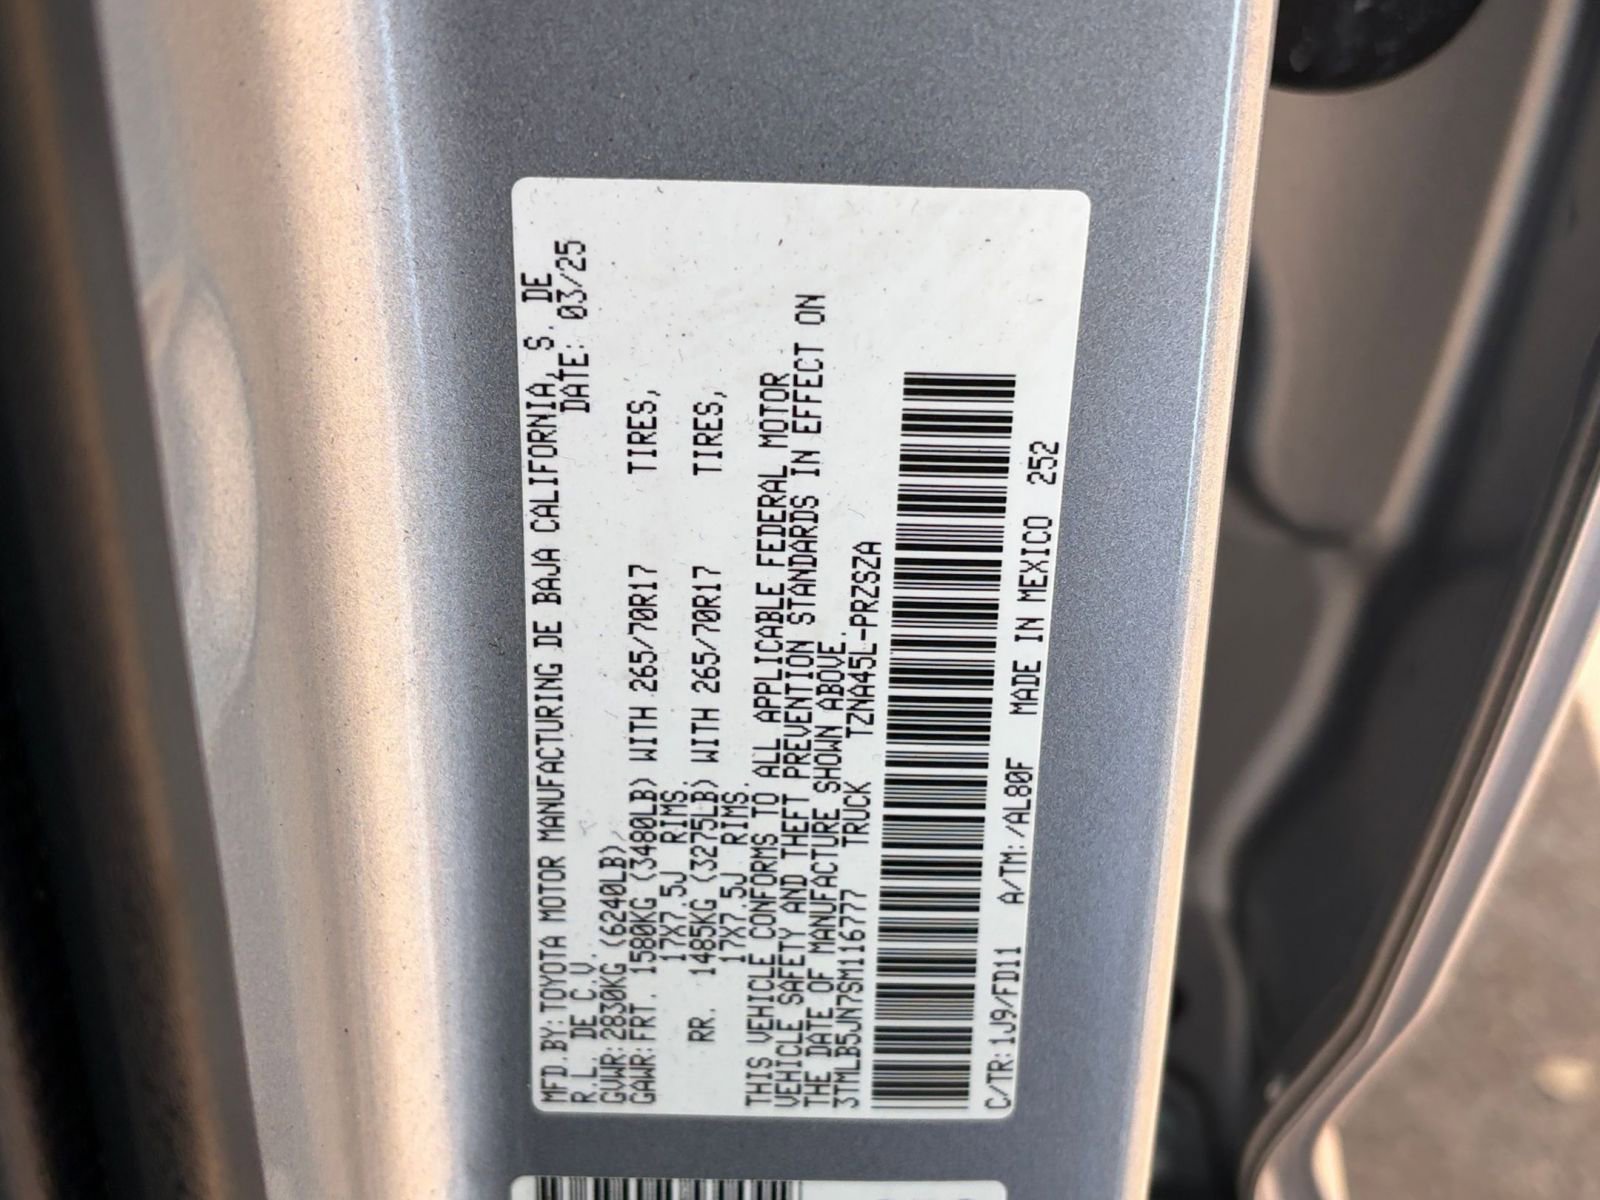 MFD.BY:TOYOTA MOTOR MANUFACTURING DE BAJA CALIFORNIA, S. DE
R.L. DE C.V. DATE: 03/25
GVWR:2830KG (6240LB)
GAWR:FRT. 1580KG (3480LB) WITH 265/70R17 TIRES,
17X7.5J RIMS.
RR. 1485KG (3275LB) WITH 265/70R17 TIRES,
17X7.5J RIMS.
THIS VEHICLE CONFORMS TO ALL APPLICABLE FEDERAL MOTOR
VEHICLE SAFETY AND THEFT PREVENTION STANDARDS IN EFFECT ON
THE DATE OF MANUFACTURE SHOWN ABOVE.
3TMLB5JN7SM116777 TRUCK TZNA45L-PRZSZA
C/TR:1J9/FD11 A/TM:/AL80F MADE IN MEXICO 252